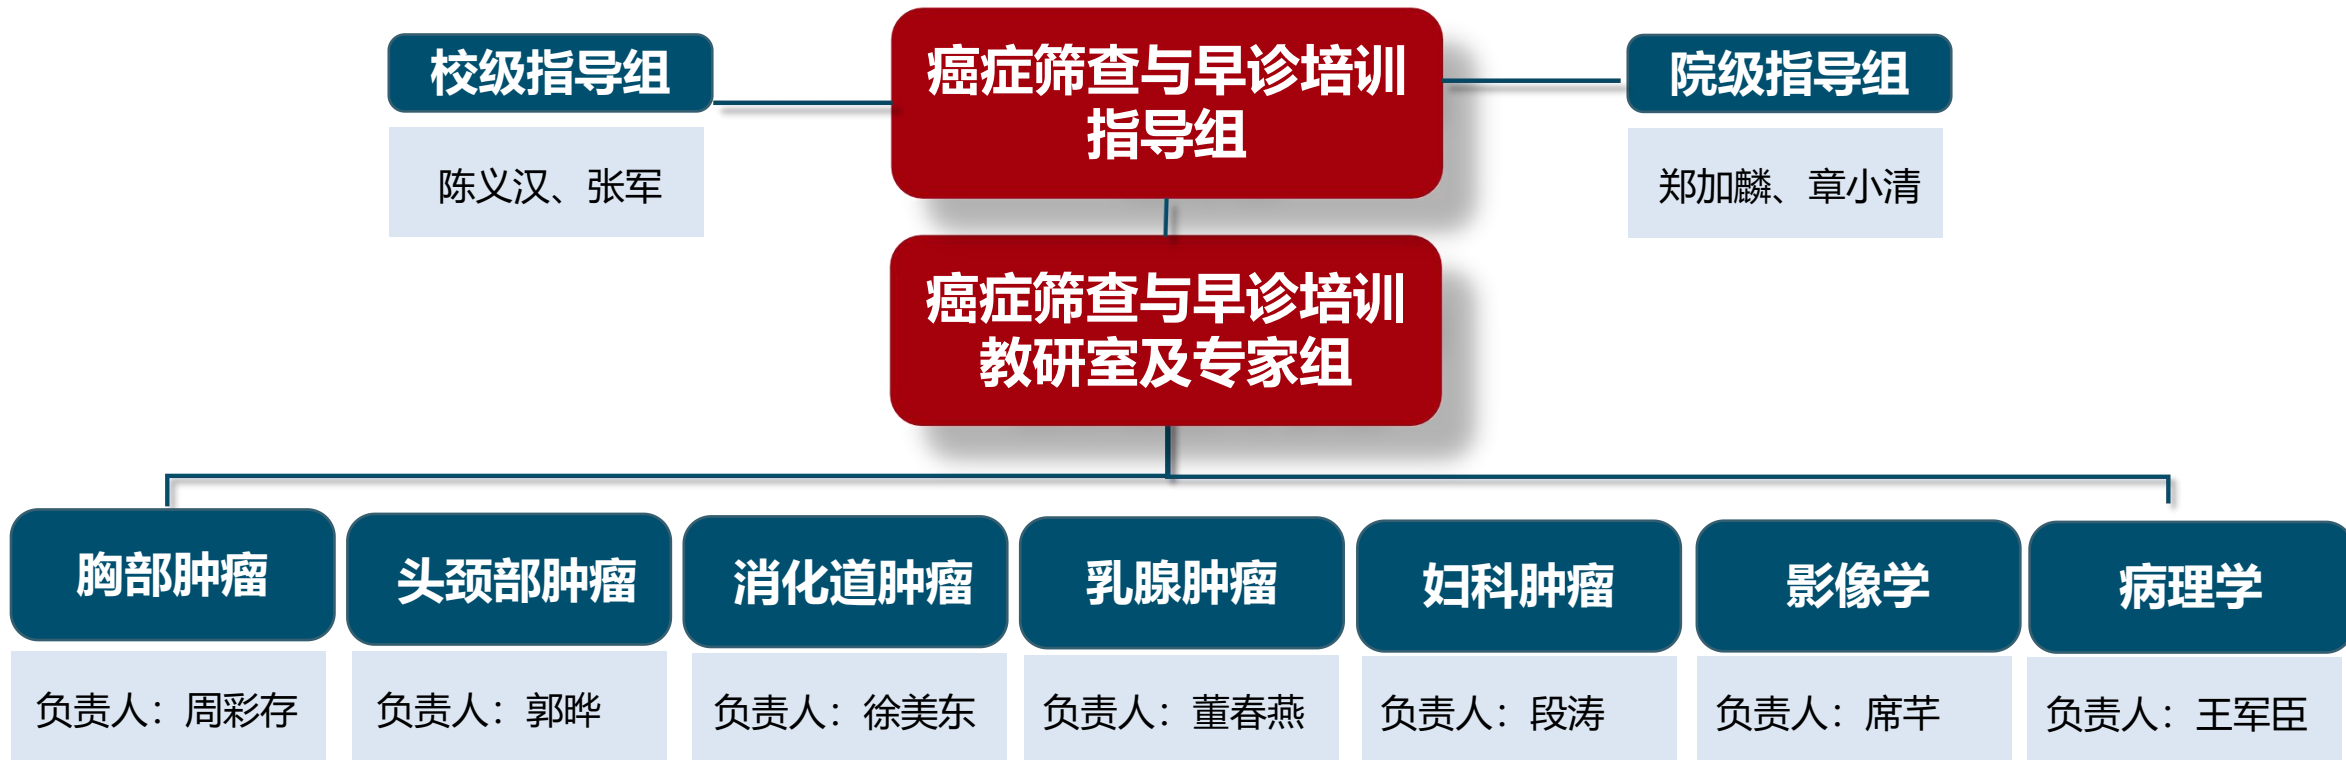 校级指导组
陈义汉、张军
癌症筛查与早诊培训
指导组
院级指导组
郑加麟、章小清
癌症筛查与早诊培训
教研室及专家组
胸部肿瘤
负责人：周彩存
头颈部肿瘤
负责人：郭晔
消化道肿瘤
负责人：徐美东
乳腺肿瘤
负责人：董春燕
妇科肿瘤
负责人：段涛
影像学
负责人：席芊
病理学
负责人：王军臣